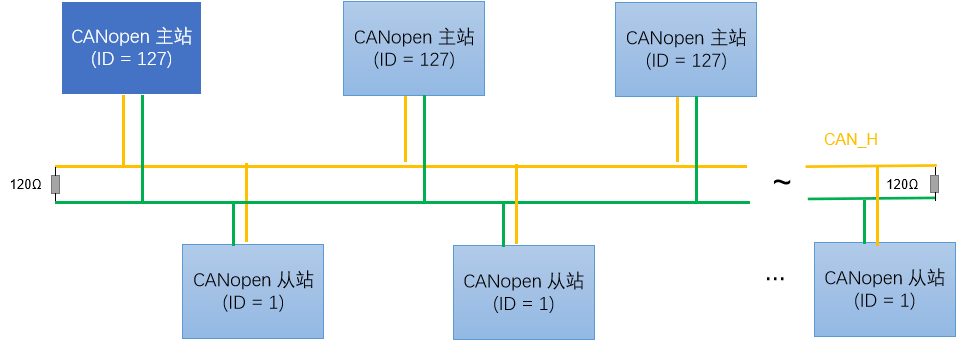 CANopen 主站
(ID = 127)
CANopen 主站
(ID = 127)
CANopen 主站
(ID = 127)
CAN_H
120Ω
~
120Ω
CANopen 从站
(ID = 1)
CANopen 从站
(ID = 1)
...
CANopen 从站
(ID = 1)